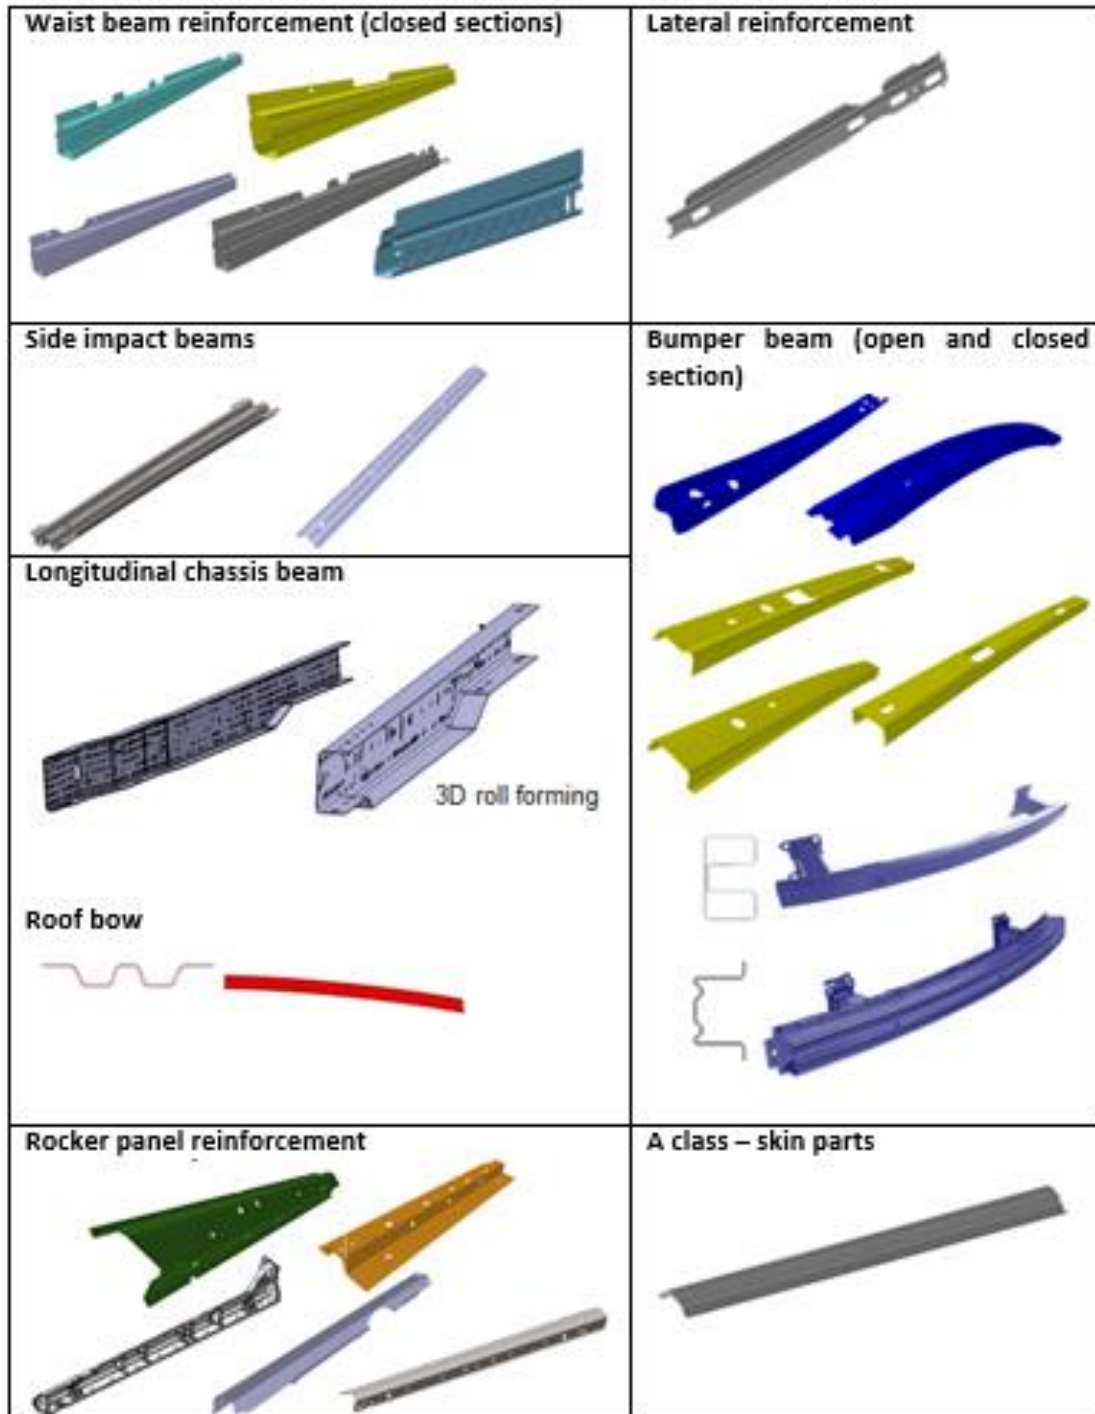 Waist beam reinforcement (closed sections)
Lateral reinforcement
Side impact beams
Bumper beam (open and closed
section)
Longitudinal chassis beam
3D roll forming
Roof bow
Rocker panel reinforcement
A class – skin parts